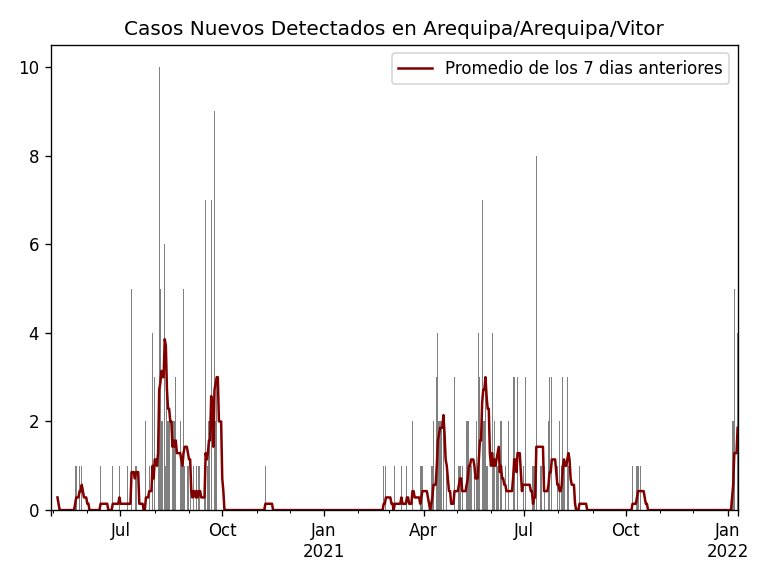 Casos Nuevos Detectados en Arequipa/Arequipa/Vitor
Promedio de los 7 dias anteriores
10
8
6
4
2
0
Jul
Oct
Jan
2021
Apr
Jul
Oct
Jan
2022